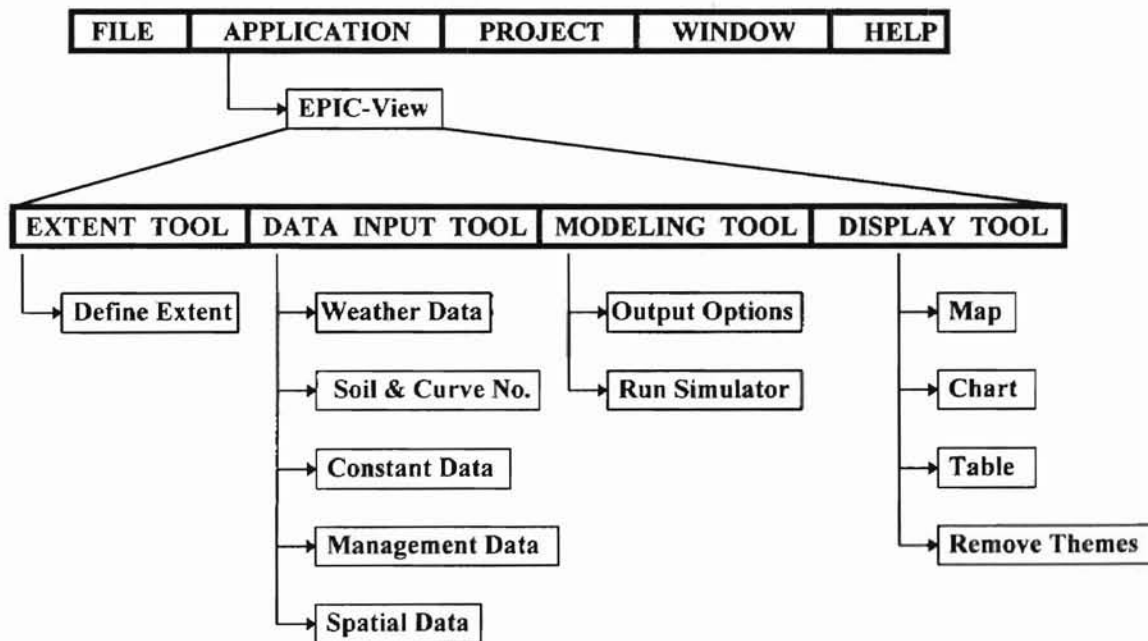 FILE APPLICATION PROJECT WINDOW HELP
EPIC-View
EXTENT TOOL DATA INPUT TOOL MODELING TOOL DISPLAY TOOL
Define Extent Weather Data Output Options Map
Soil & Curve No. Run Simulator Chart
Constant Data Table
Management Data Remove Themes
Spatial Data